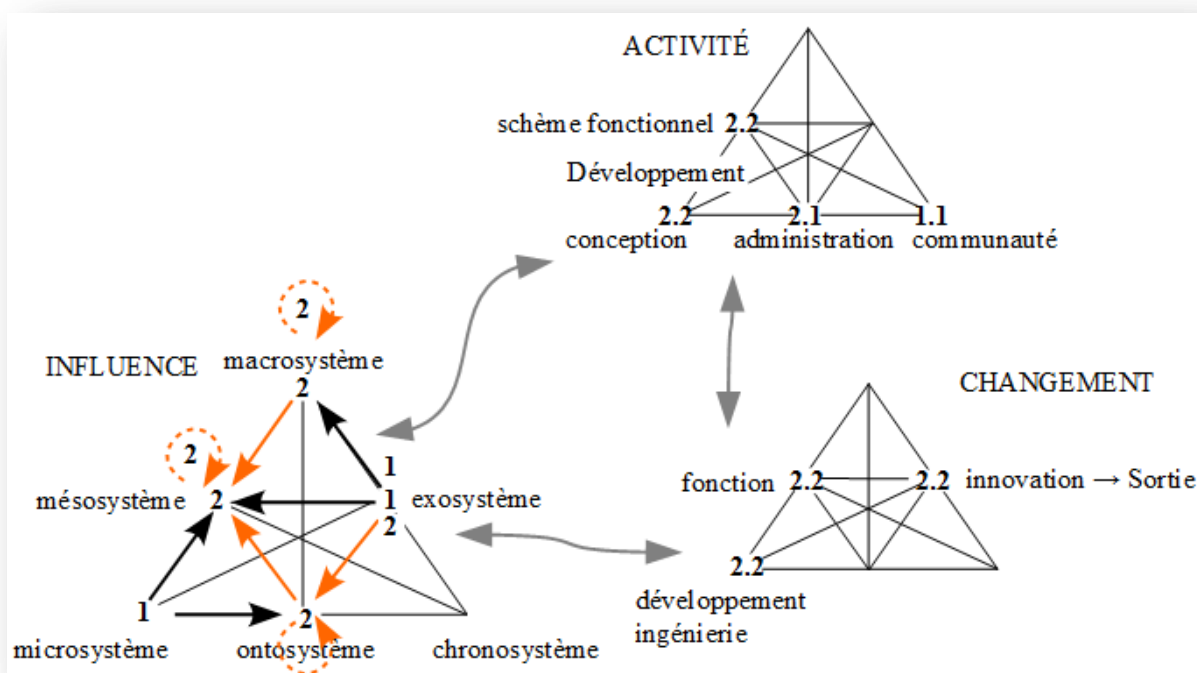 ACTIVITÉ
schème fonctionnel 2.2
Développement
2.2 2.1 1.1
conception administration communauté
2
INFLUENCE macrosystème
2
CHANGEMENT
2
1
mésosystème 2 1 exosystème
2
fonction 2.2 2.2 innovation → Sortie
2.2
développement
ingénierie
1 2
microsystème ontosystème chronosystème